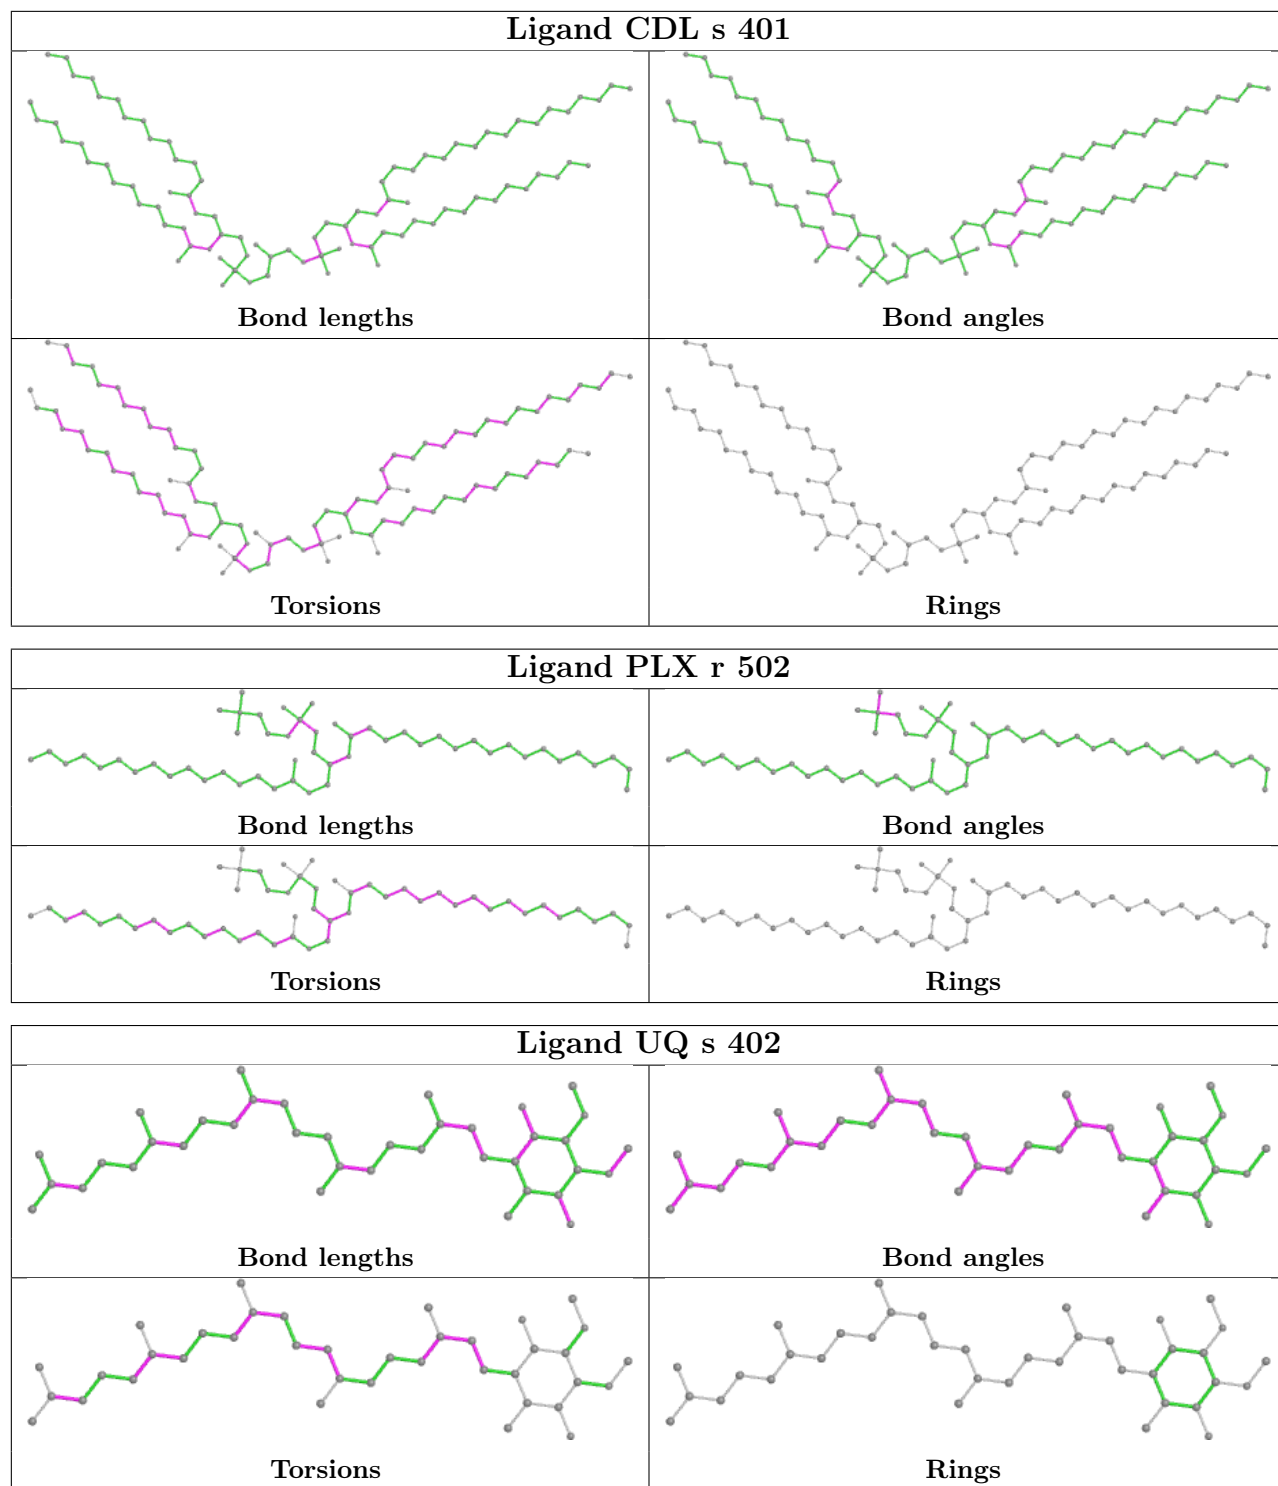 Ligand CDL s 401
Bond lengths
Bond angles
Torsions
Rings
Ligand PLX r 502
Bond lengths
Bond angles
Torsions
Rings
Ligand UQ s 402
Bond lengths
Bond angles
Torsions
Rings